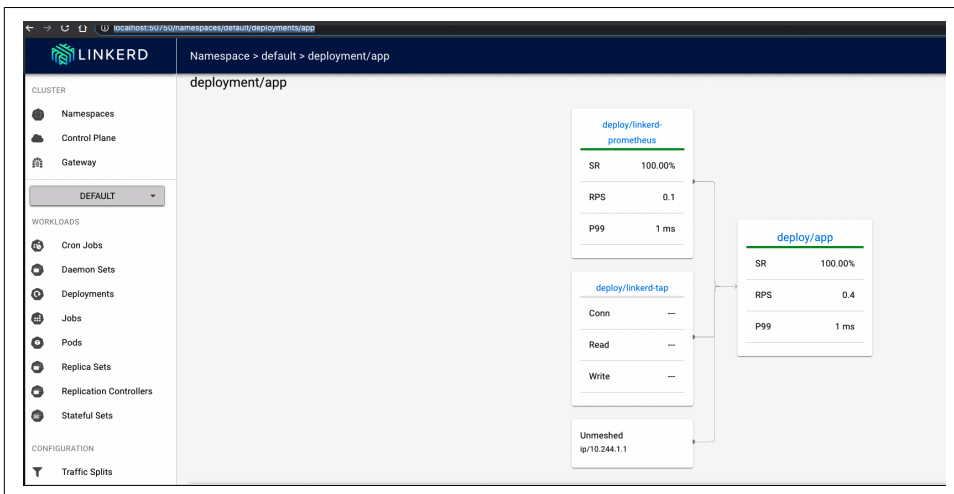 localhost:50750/namespaces/default/deployments/app
LINKERD
Namespace > default > deployment/app
deployment/app
CLUSTER
Namespaces
Control Plane
Gateway
DEFAULT
WORKLOADS
Cron Jobs
Daemon Sets
Deployments
Jobs
Pods
Replica Sets
Replication Controllers
Stateful Sets
CONFIGURATION
Traffic Splits
deploy/linkerd-
prometheus
SR 100.00%
RPS 0.1
P99 1 ms
deploy/linkerd-tap
Conn ---
Read ---
Write ---
Unmeshed
ip/10.244.1.1
deploy/app
SR 100.00%
RPS 0.4
P99 1 ms